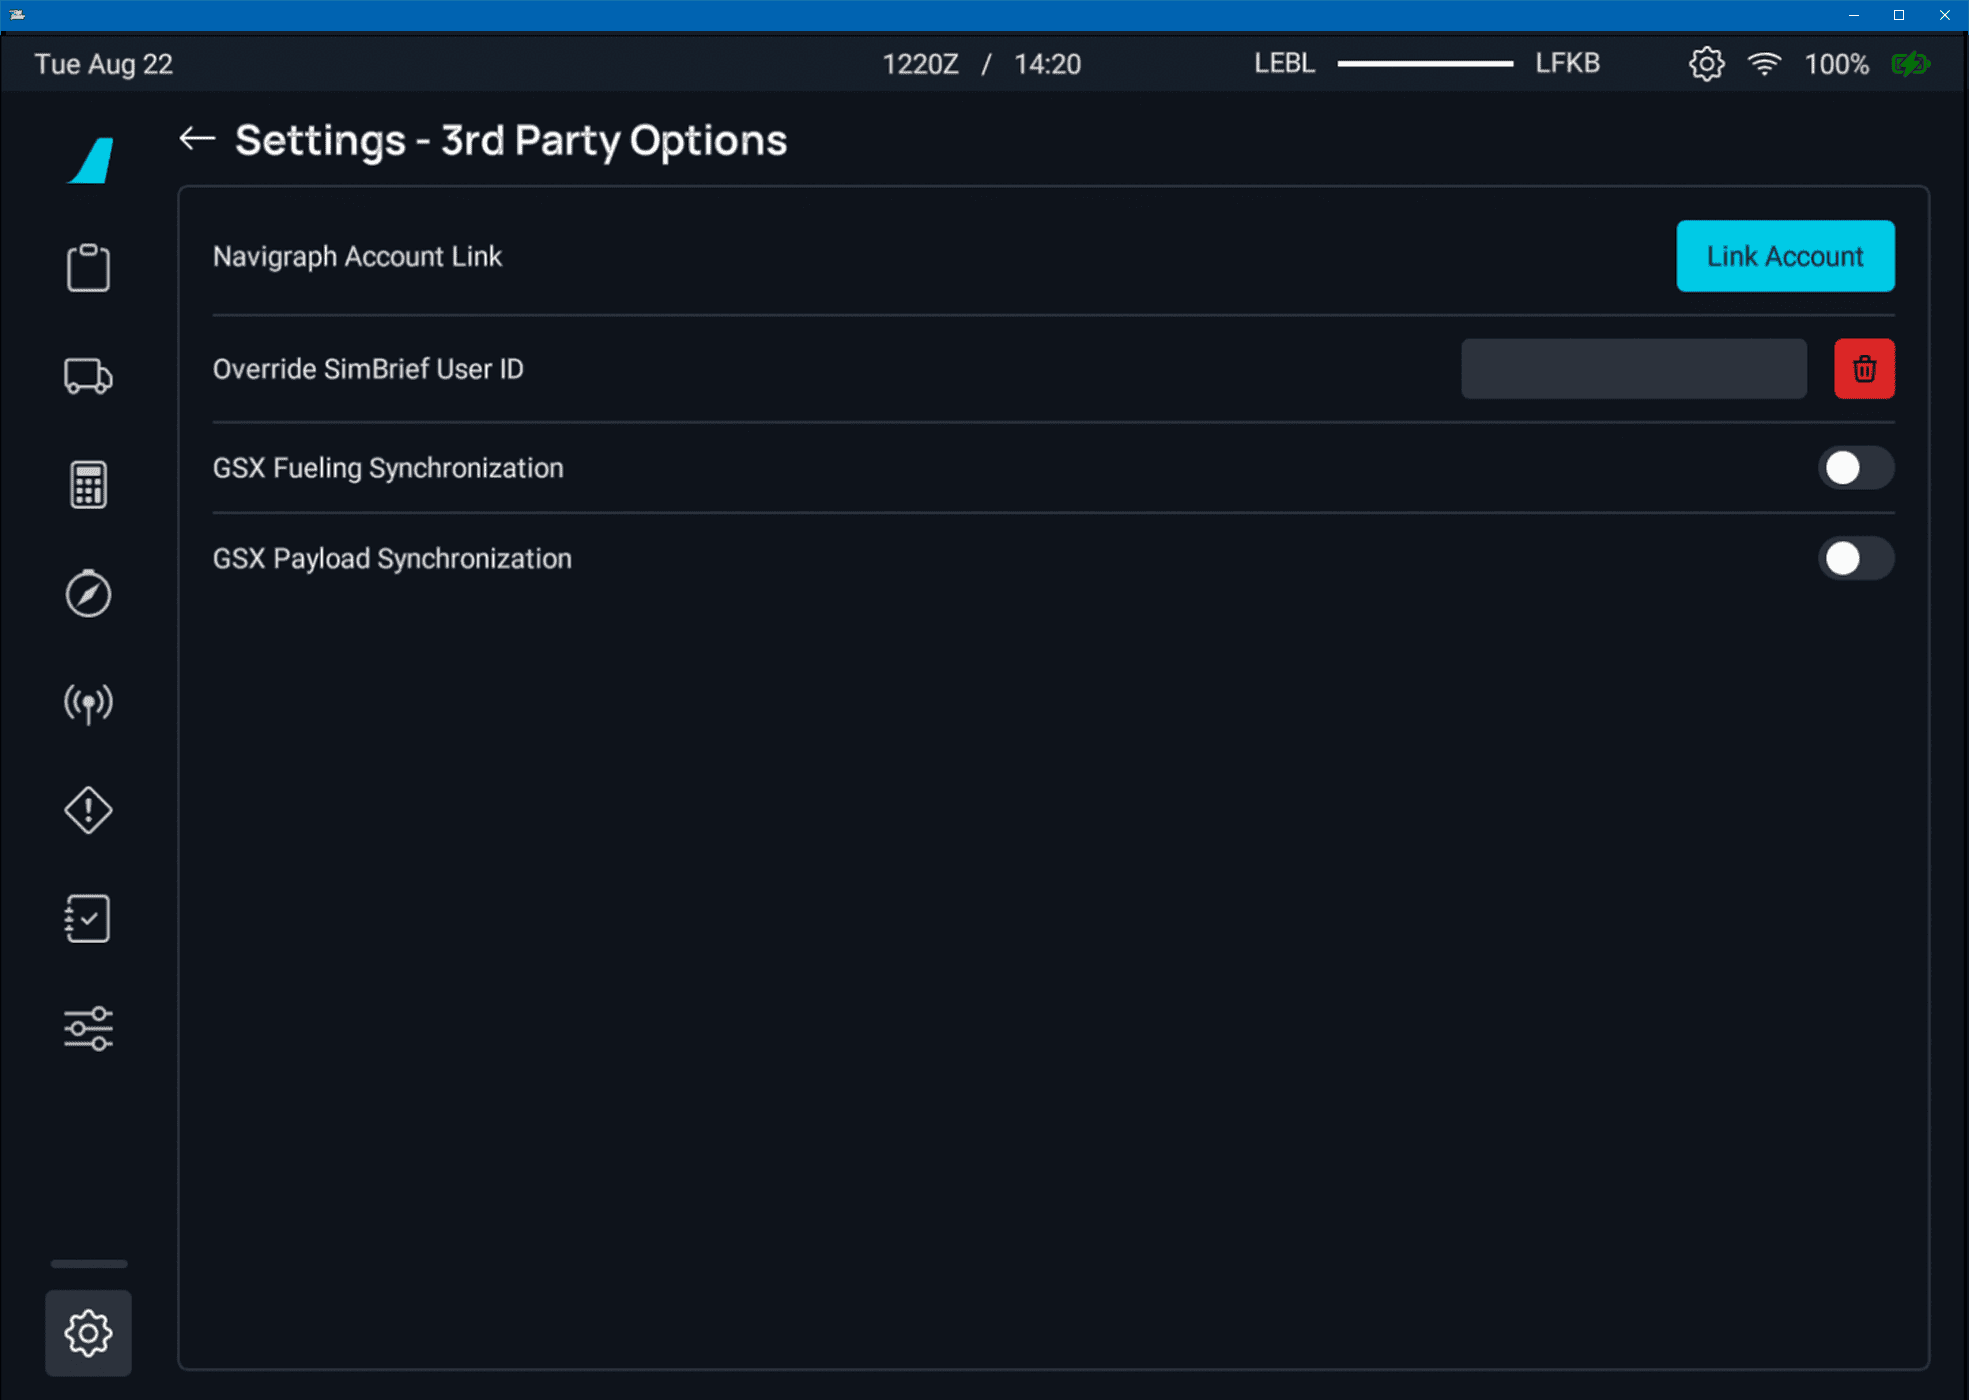 Tue Aug 22
1220Z / 14:20
LEBL
LFKB
100%
Settings - 3rd Party Options
Navigraph Account Link
Link Account
Override SimBrief User ID
GSX Fueling Synchronization
GSX Payload Synchronization